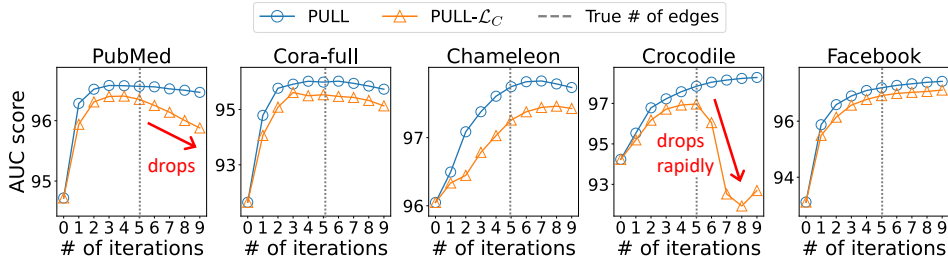 PULL PULL-$\mathcal{L}_C$ True # of edges
PubMed Cora-full Chameleon Crocodile Facebook
AUC score
96
95
drops
0 1 2 3 4 5 6 7 8 9
# of iterations
95
93
0 1 2 3 4 5 6 7 8 9
# of iterations
97
96
0 1 2 3 4 5 6 7 8 9
# of iterations
97
95
93
drops
rapidly
0 1 2 3 4 5 6 7 8 9
# of iterations
96
94
0 1 2 3 4 5 6 7 8 9
# of iterations